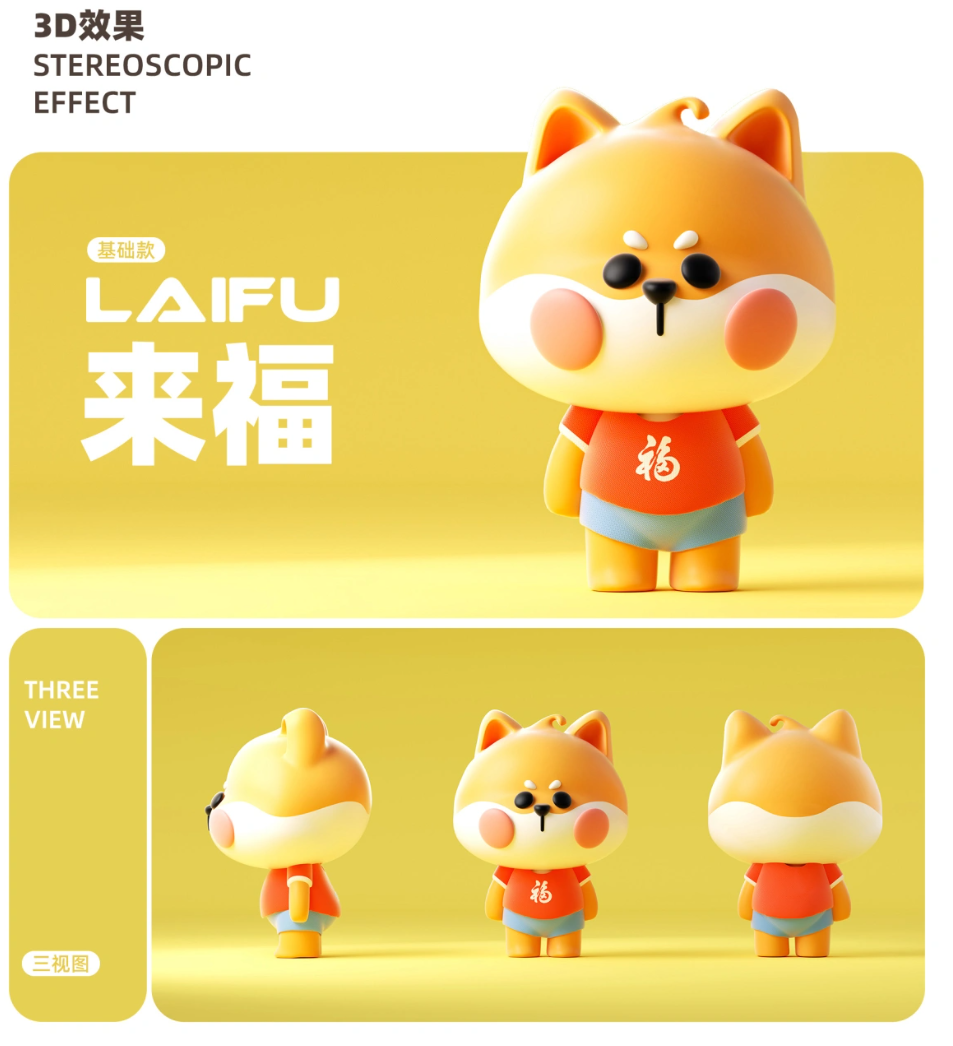 3D效果
STEREOSCOPIC
EFFECT
基础款
LAIFU
来福
福
THREE
VIEW
福
三视图